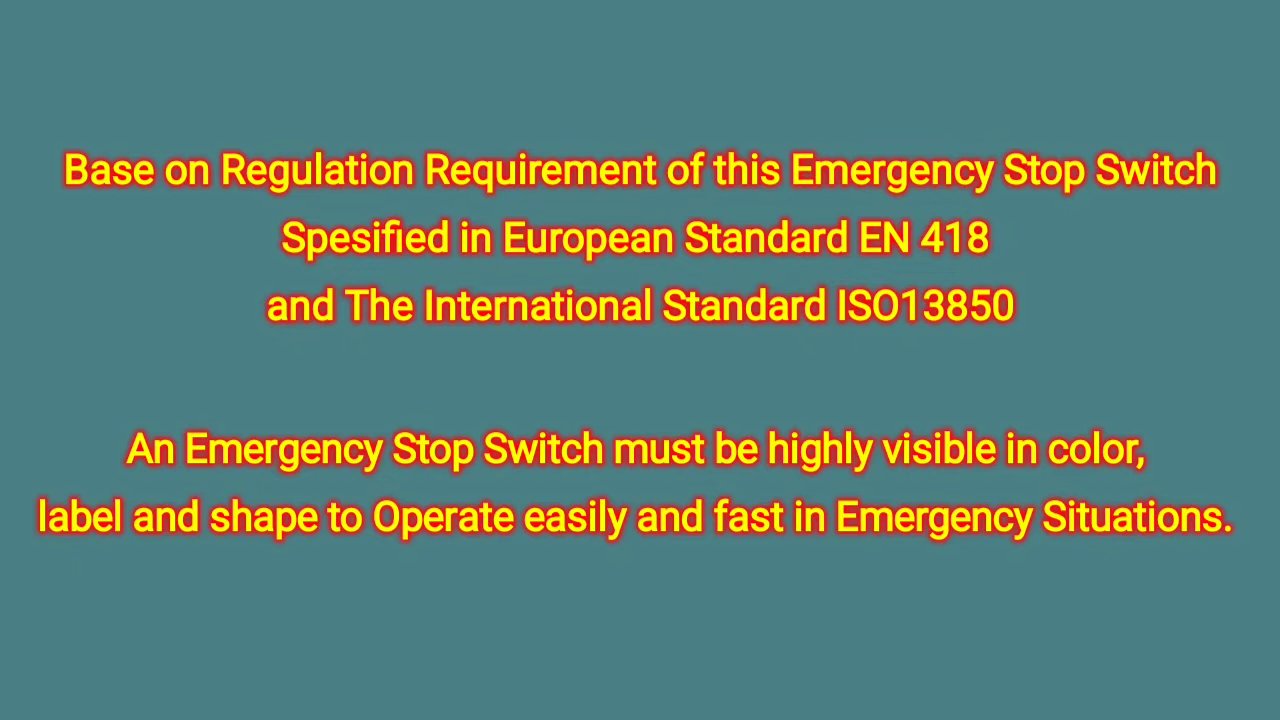 Base on Regulation Requirement of this Emergency Stop Switch
Spesified in European Standard EN 418
and The International Standard ISO13850
An Emergency Stop Switch must be highly visible in color,
label and shape to Operate easily and fast in Emergency Situations.